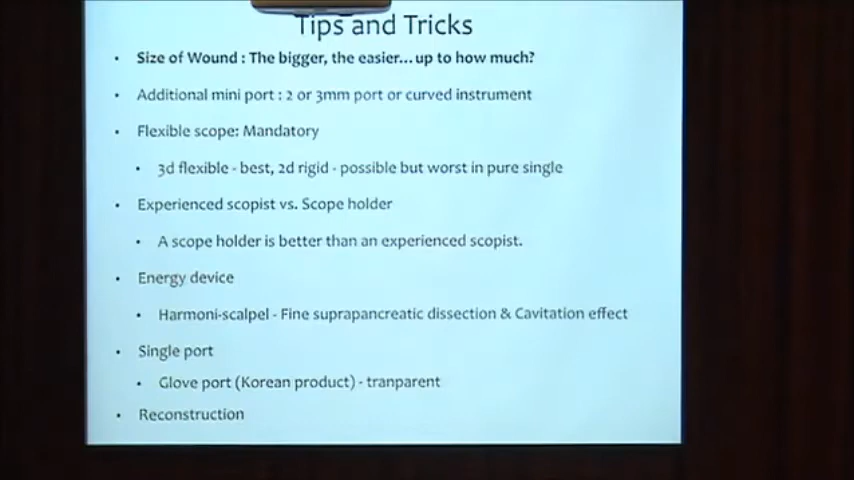 Tips and Tricks
• Size of Wound : The bigger, the easier... up to how much?
• Additional mini port : 2 or 3mm port or curved instrument
• Flexible scope: Mandatory
• 3d flexible - best, 2d rigid - possible but worst in pure single
• Experienced scopist vs. Scope holder
• A scope holder is better than an experienced scopist.
• Energy device
• Harmoni-scalpel - Fine suprapancreatic dissection & Cavitation effect
• Single port
• Glove port (Korean product) - tranparent
• Reconstruction